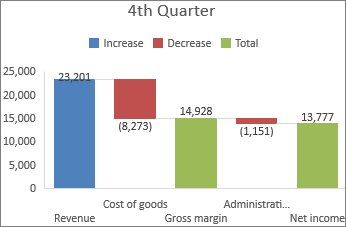 4th Quarter
Increase Decrease Total
25,000
20,000
15,000
10,000
5,000
0
23,201
(8,273)
14,928
(1,151)
13,777
Cost of goods Administrati...
Revenue Gross margin Net income